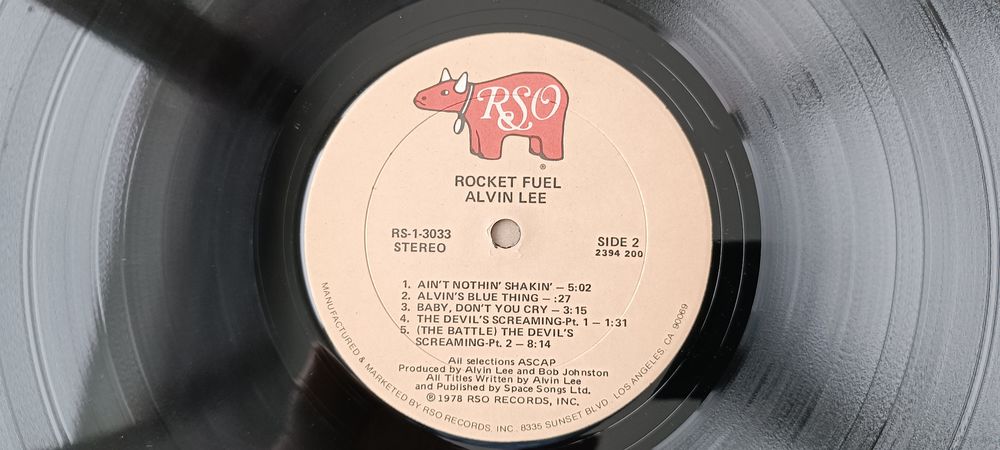 RSO
®
ROCKET FUEL
ALVIN LEE
RS-1-3033
STEREO
SIDE 2
2394 200
1. AIN'T NOTHIN' SHAKIN' — 5:02
2. ALVIN'S BLUE THING — :27
3. BABY, DON'T YOU CRY — 3:15
4. THE DEVIL'S SCREAMING-Pt. 1 — 1:31
5. (THE BATTLE) THE DEVIL'S
SCREAMING-Pt. 2 — 8:14
All selections ASCAP
Produced by Alvin Lee and Bob Johnston
All Titles Written by Alvin Lee
and Published by Space Songs Ltd.
℗ 1978 RSO RECORDS, INC.
MANUFACTURED & MARKETED BY RSO RECORDS, INC. 8335 SUNSET BLVD., LOS ANGELES, CA. 90069